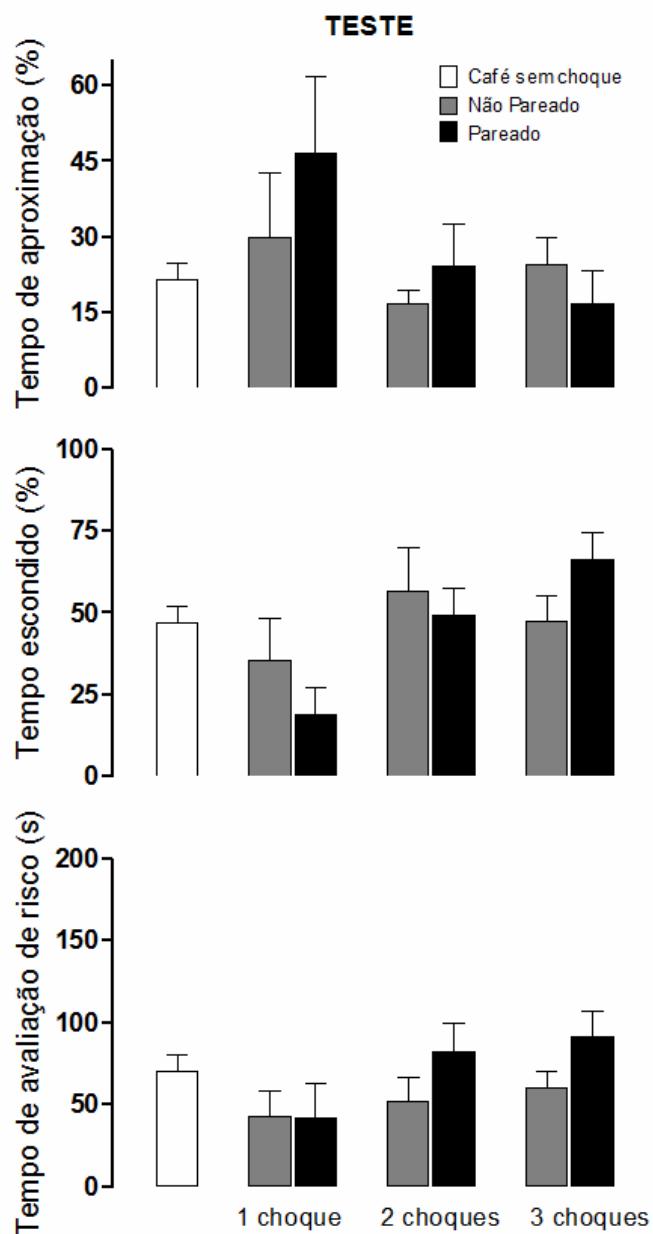 TESTE
Café sem choque
Não Pareado
Pareado
Tempo de aproximação (%)
60
45
30
15
0
Tempo escondido (%)
100
75
50
25
0
Tempo de avaliação de risco (s)
200
150
100
50
0
1 choque 2 choques 3 choques